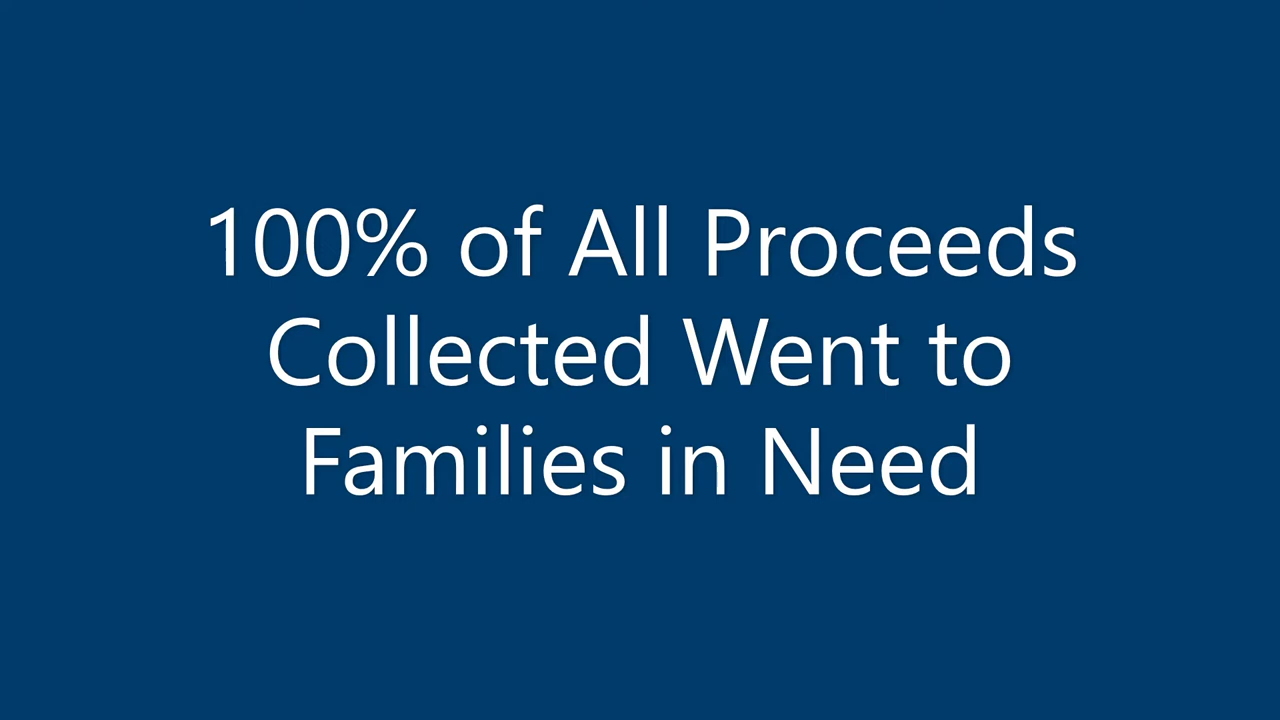 100% of All Proceeds
Collected Went to
Families in Need